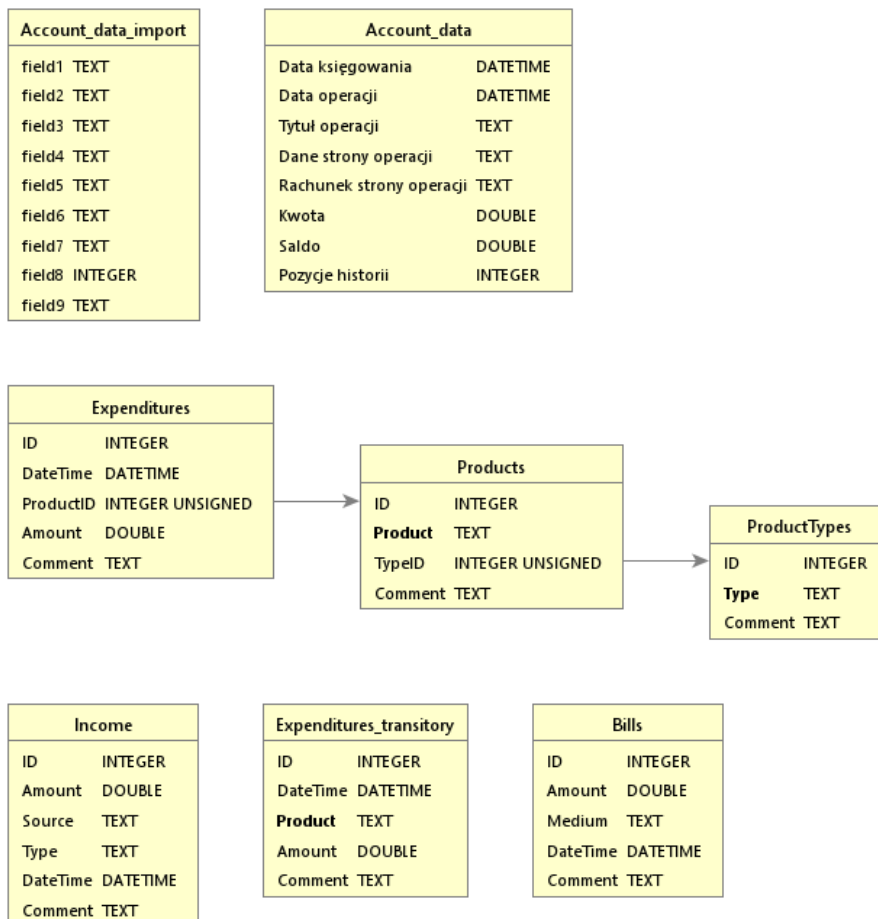 Account_data_import
field1 TEXT
field2 TEXT
field3 TEXT
field4 TEXT
field5 TEXT
field6 TEXT
field7 TEXT
field8 INTEGER
field9 TEXT
Account_data
Data księgowania DATETIME
Data operacji DATETIME
Tytuł operacji TEXT
Dane strony operacji TEXT
Rachunek strony operacji TEXT
Kwota DOUBLE
Saldo DOUBLE
Pozycje historii INTEGER
Expenditures
ID INTEGER
DateTime DATETIME
ProductID INTEGER UNSIGNED
Amount DOUBLE
Comment TEXT
Products
ID INTEGER
Product TEXT
TypeID INTEGER UNSIGNED
Comment TEXT
ProductTypes
ID INTEGER
Type TEXT
Comment TEXT
Income
ID INTEGER
Amount DOUBLE
Source TEXT
Type TEXT
DateTime DATETIME
Comment TEXT
Expenditures_transitory
ID INTEGER
DateTime DATETIME
Product TEXT
Amount DOUBLE
Comment TEXT
Bills
ID INTEGER
Amount DOUBLE
Medium TEXT
DateTime DATETIME
Comment TEXT